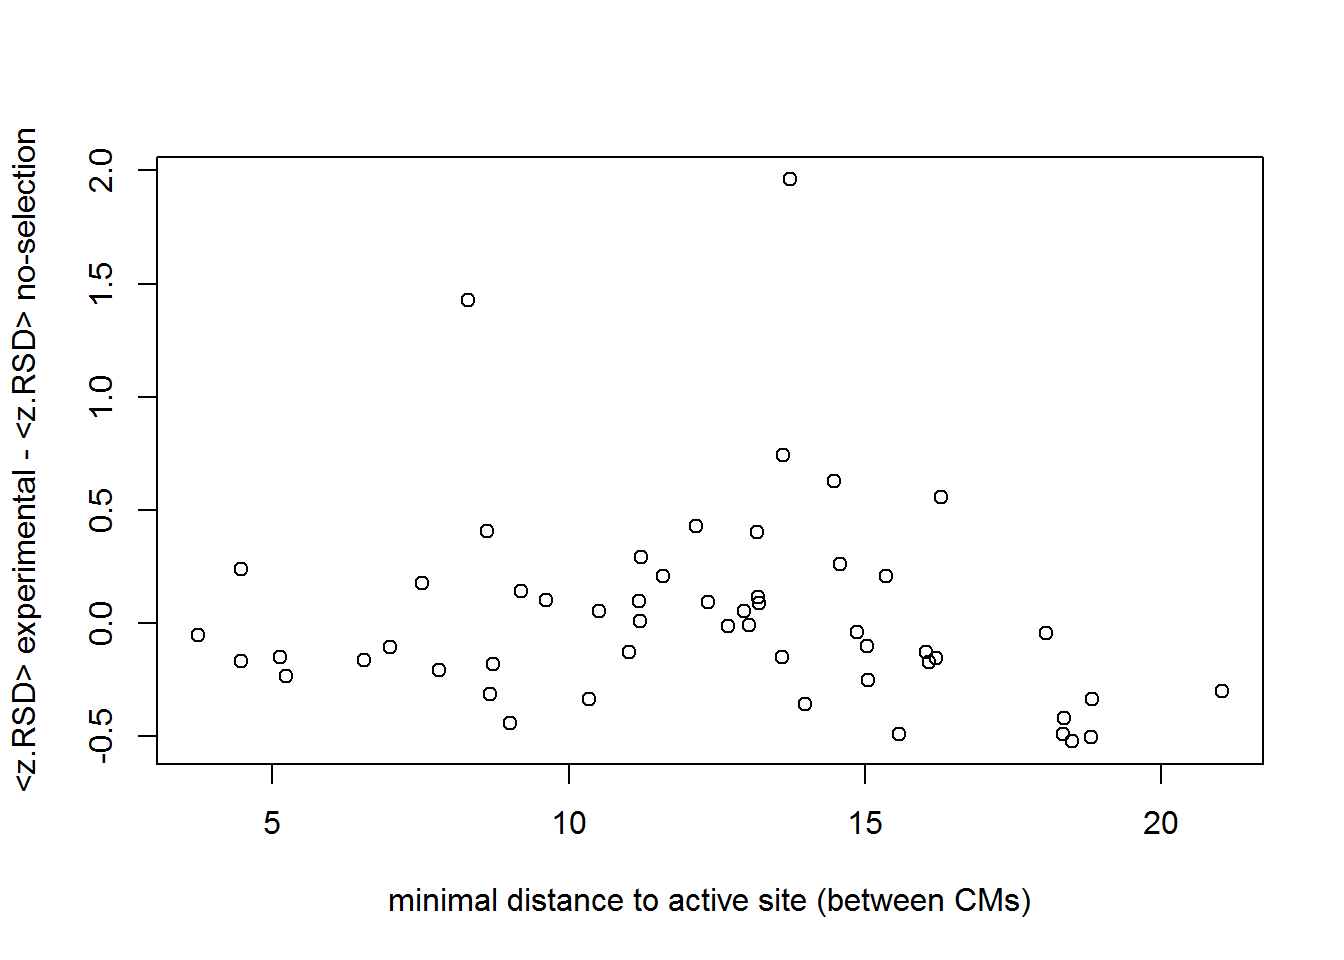 <z.RSD> experimental - <z.RSD> no-selection
2.0
1.5
1.0
0.5
0.0
-0.5
5 10 15 20
minimal distance to active site (between CMs)